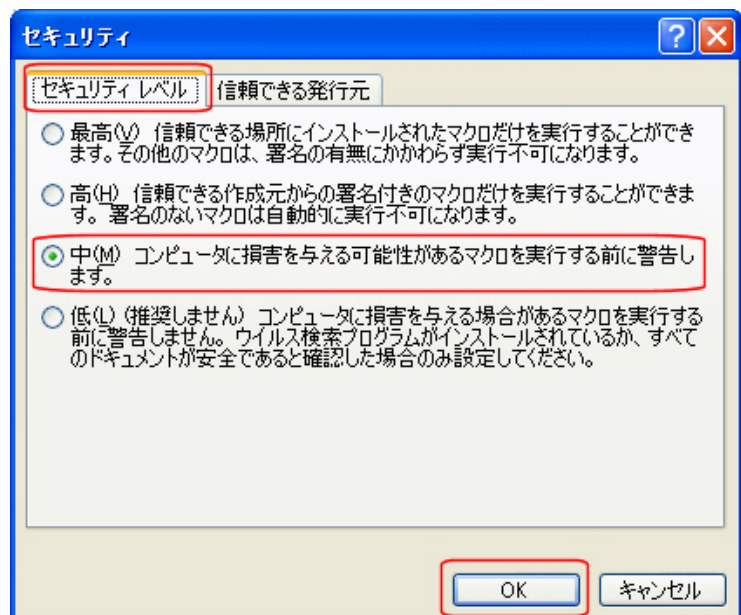 セキュリティ
セキュリティ レベル 信頼できる発行元
最高(V) 信頼できる場所にインストールされたマクロだけを実行することができ
ます。その他のマクロは、署名の有無にかかわらず実行不可になります。
高(H) 信頼できる作成元からの署名付きのマクロだけを実行することができま
す。 署名のないマクロは自動的に実行不可になります。
中(M) コンピュータに損害を与える可能性があるマクロを実行する前に警告し
ます。
低(L) (推奨しません) コンピュータに損害を与える場合があるマクロを実行する
前に警告しません。ウイルス検索プログラムがインストールされているか、すべて
のドキュメントが安全であると確認した場合のみ設定してください。
OK キャンセル